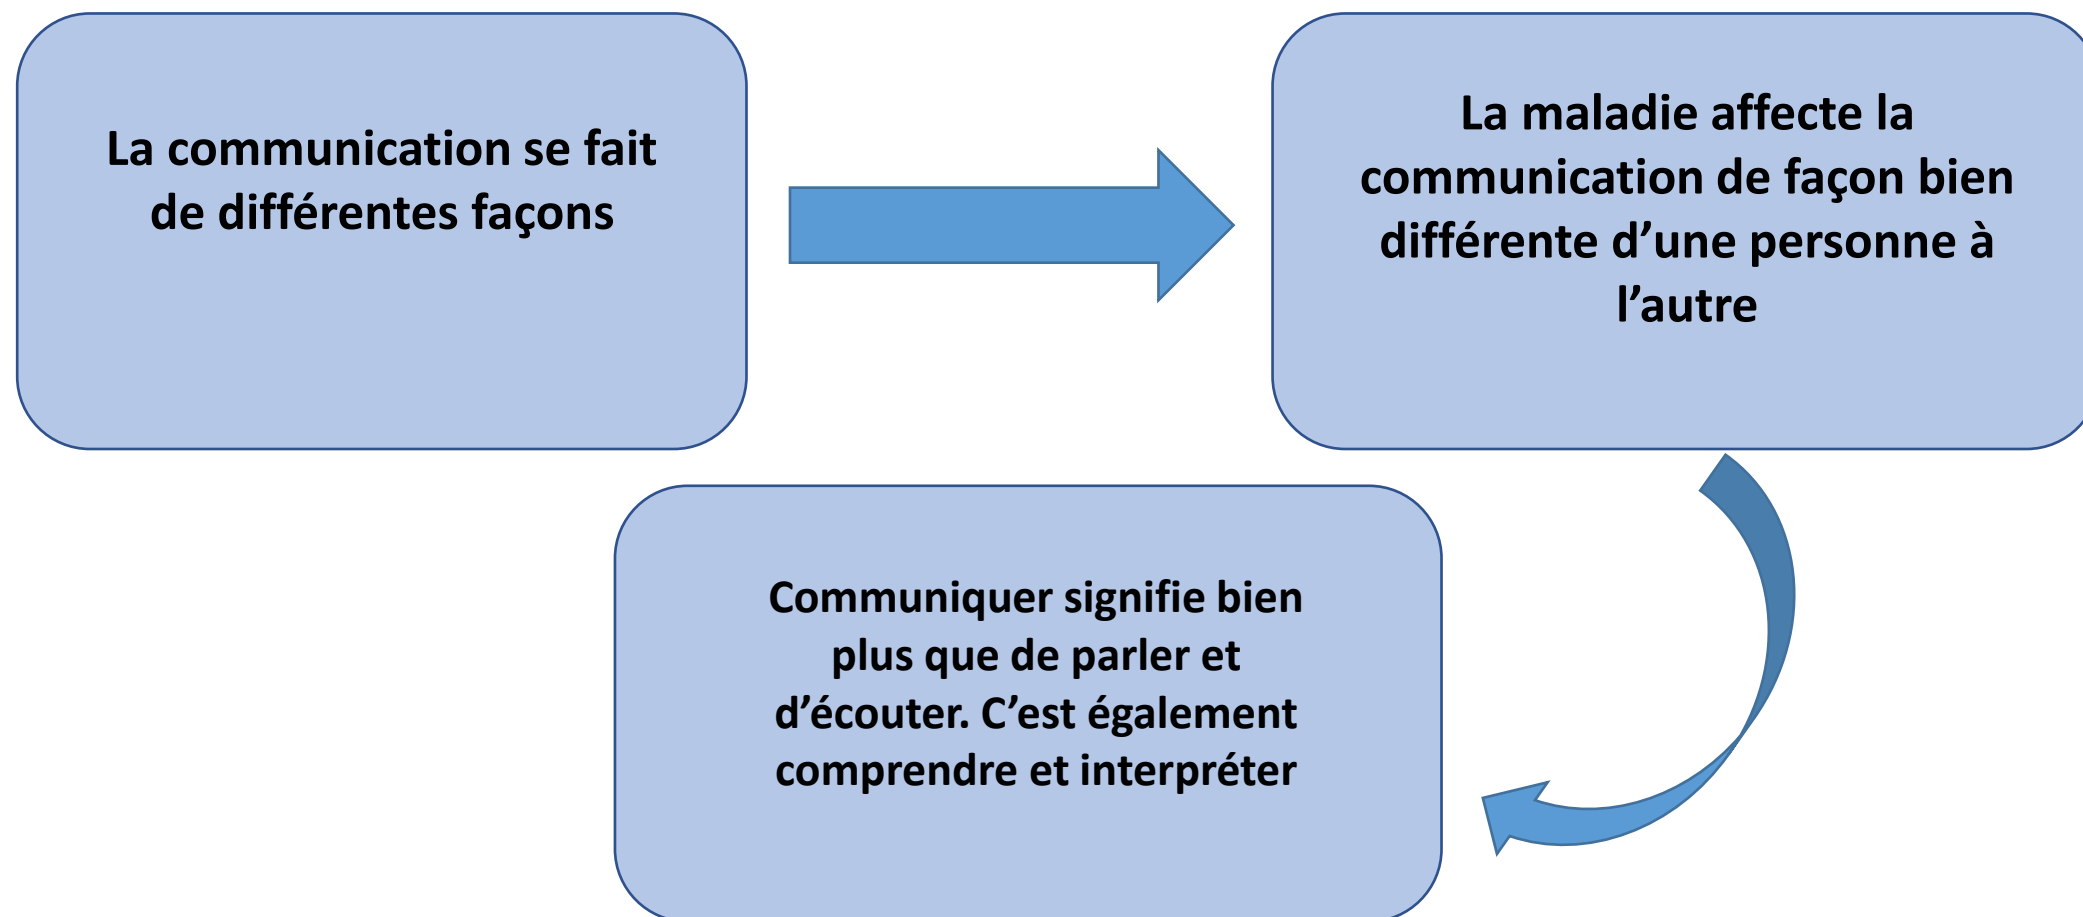 La communication se fait
de différentes façons
La maladie affecte la
communication de façon bien
différente d’une personne à
l’autre
Communiquer signifie bien
plus que de parler et
d’écouter. C’est également
comprendre et interpréter